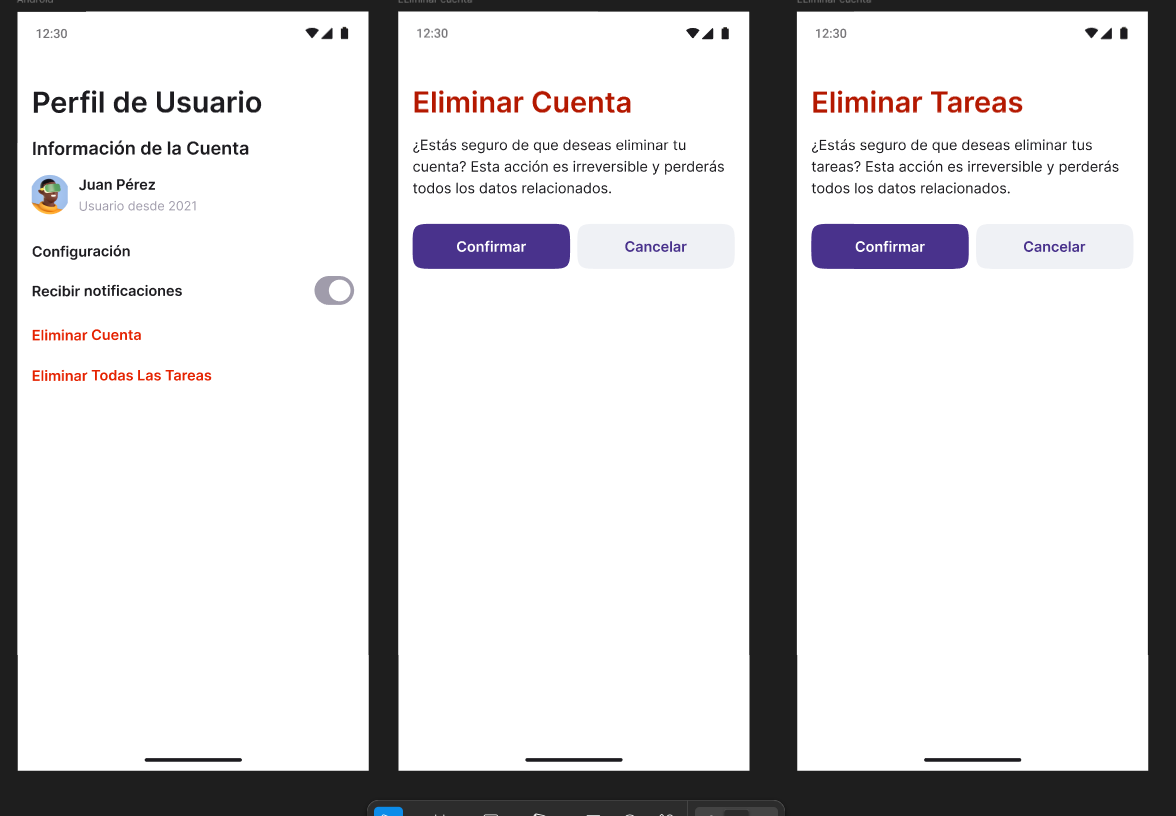 Android
ELiminar cuenta
ELiminar cuenta
12:30
Perfil de Usuario
Información de la Cuenta
Juan Pérez
Usuario desde 2021
Configuración
Recibir notificaciones
Eliminar Cuenta
Eliminar Todas Las Tareas
12:30
Eliminar Cuenta
¿Estás seguro de que deseas eliminar tu
cuenta? Esta acción es irreversible y perderás
todos los datos relacionados.
Confirmar
Cancelar
12:30
Eliminar Tareas
¿Estás seguro de que deseas eliminar tus
tareas? Esta acción es irreversible y perderás
todos los datos relacionados.
Confirmar
Cancelar